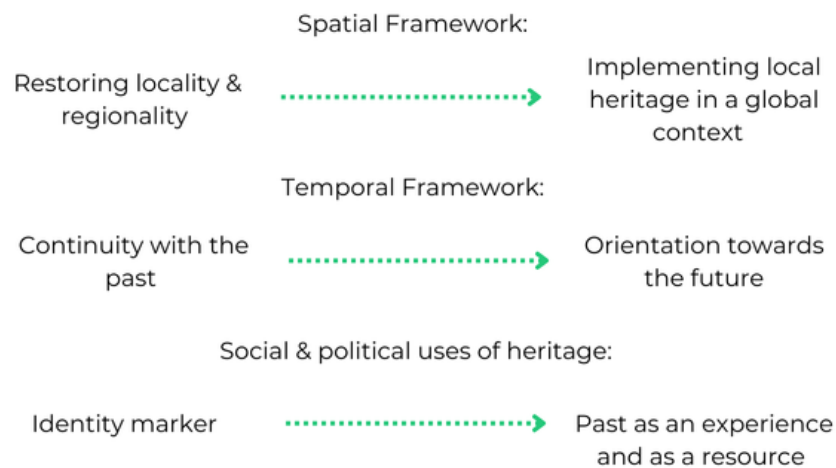 Spatial Framework:
Restoring locality &
regionality
Implementing local
heritage in a global
context
Temporal Framework:
Continuity with the
past
Orientation towards
the future
Social & political uses of heritage:
Identity marker
Past as an experience
and as a resource